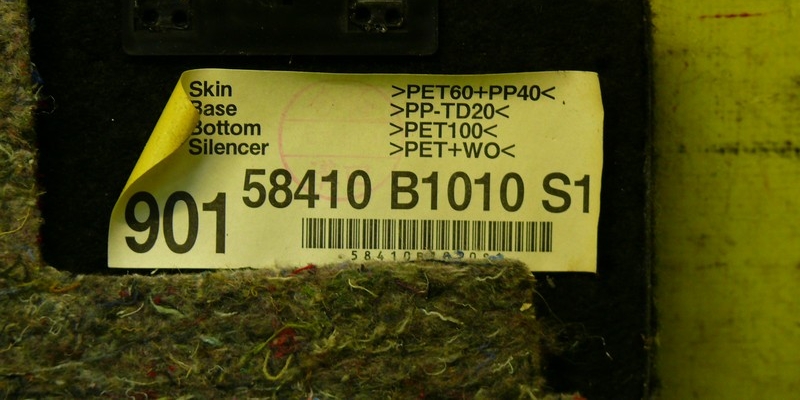 Skin >PET60+PP40<
Base >PP-TD20<
Bottom >PET100<
Silencer >PET+WO<
58410 B1010 S1
901